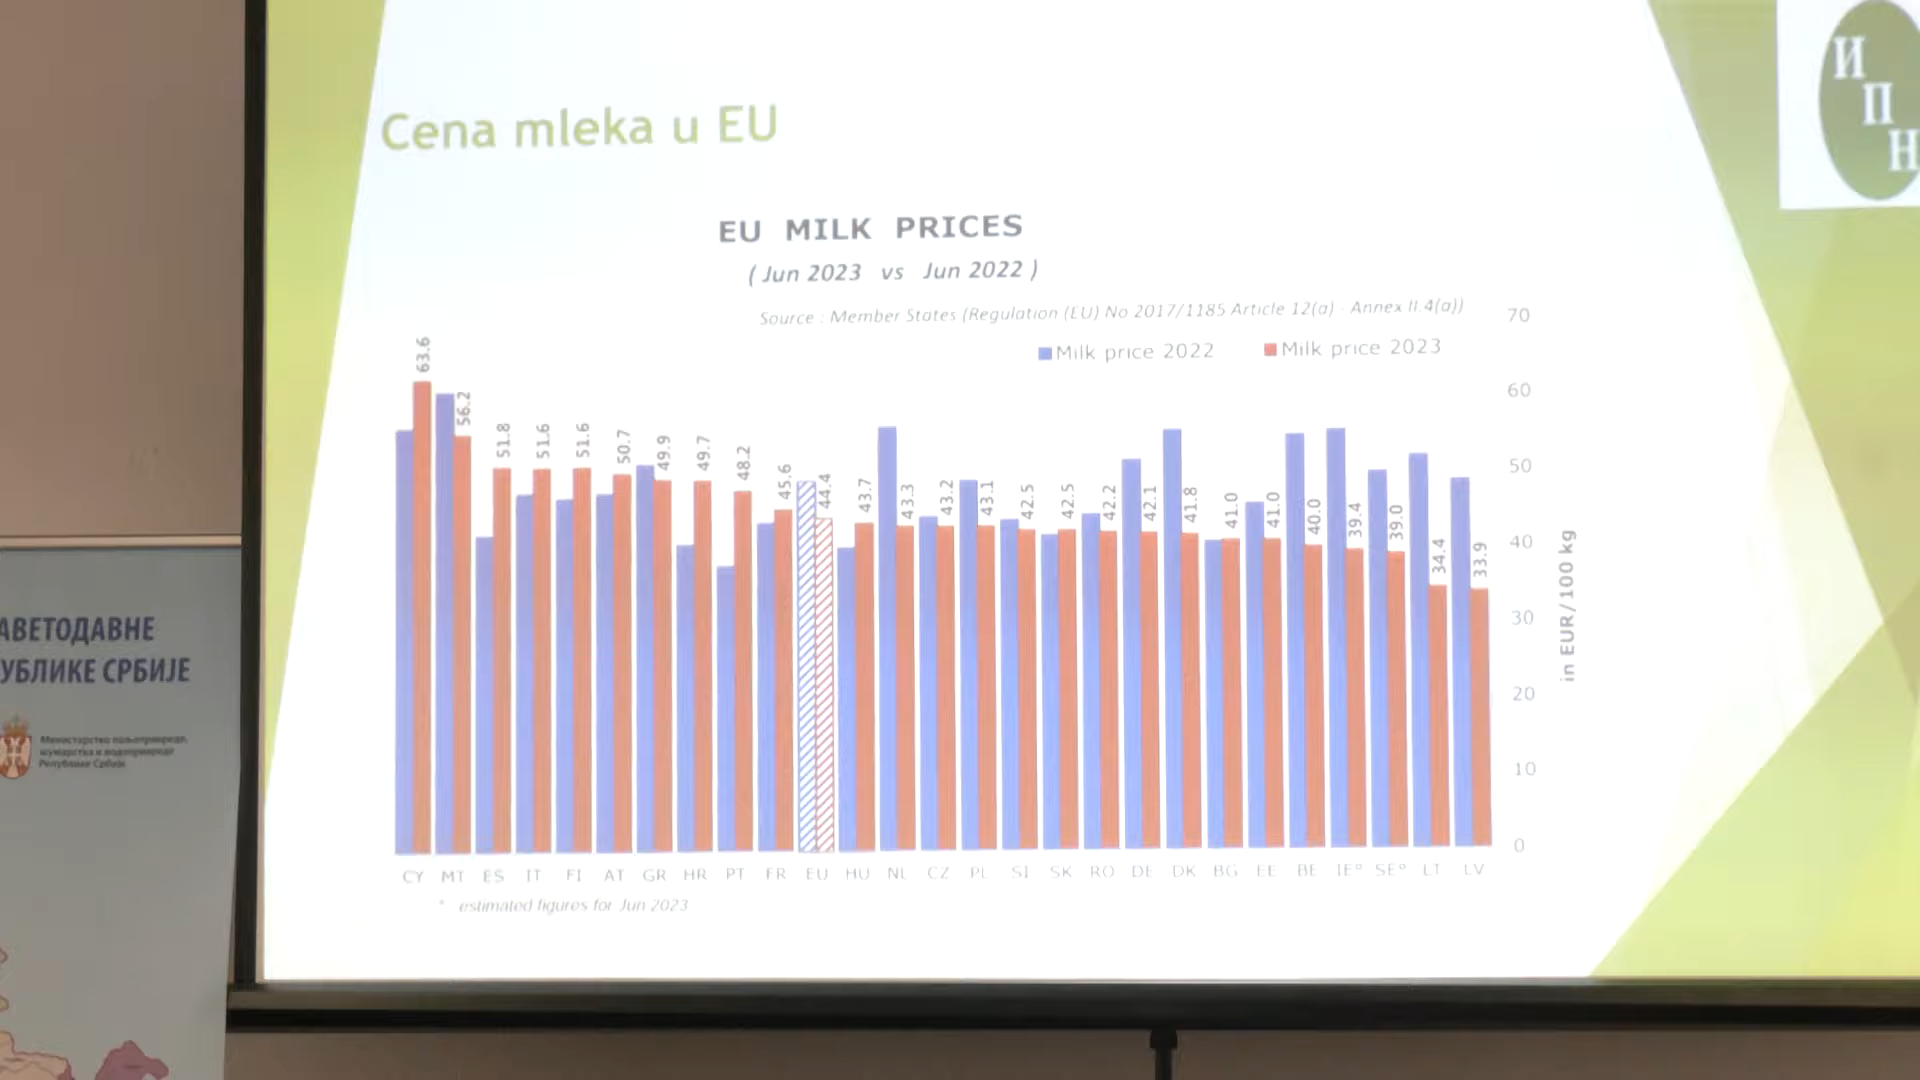 Cena mleka u EU
И
П
Н
EU MILK PRICES
( Jun 2023 vs Jun 2022 )
Source : Member States (Regulation (EU) No 2017/1185 Article 12(a) - Annex II.4(a))
Milk price 2022 Milk price 2023
70
60
50
40
30
20
10
0
in EUR/100 kg
63.6 56.2 51.8 51.6 51.6 50.7 49.9 49.7 48.2 45.6 44.4 43.7 43.3 43.2 43.1 42.5 42.5 42.2 42.1 41.8 41.0 41.0 40.0 39.4 39.0 34.4 33.9
CY MT ES IT FI AT GR HR PT FR EU HU NL CZ PL SI SK RO DE DK BG EE BE IE° SE° LT LV
° estimated figures for Jun 2023
АВЕТОДАВНЕ
УБЛИКЕ СРБИЈЕ
Министарство пољопривреде,
шумарства и водопривреде
Републике Србије